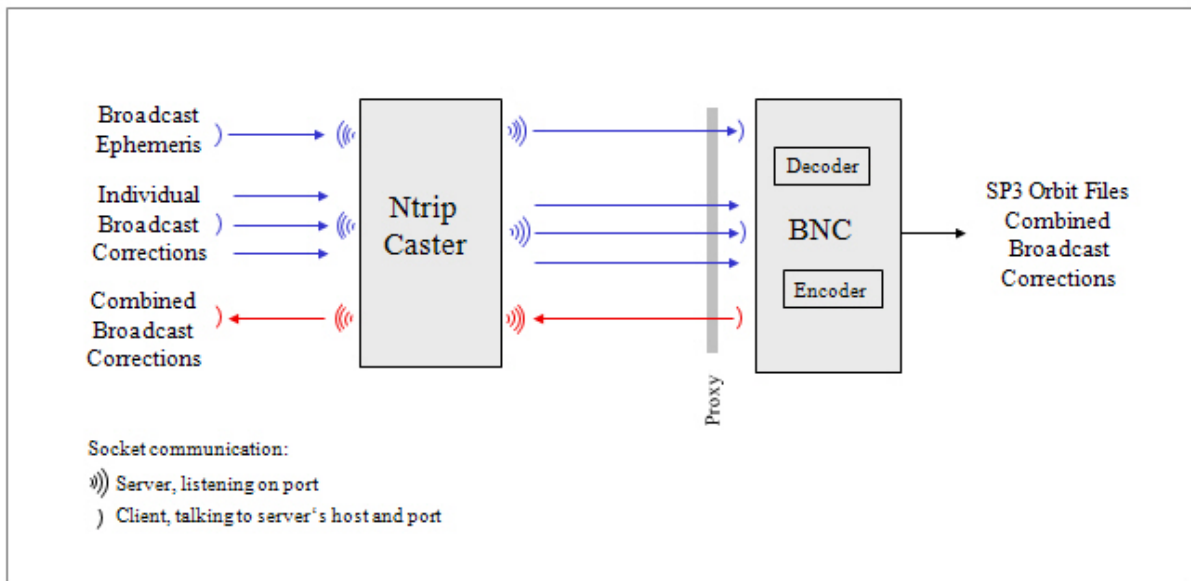 Broadcast
Ephemeris
Individual
Broadcast
Corrections
Combined
Broadcast
Corrections
Ntrip
Caster
Proxy
Decoder
BNC
Encoder
SP3 Orbit Files
Combined
Broadcast
Corrections
Socket communication:
Server, listening on port
Client, talking to server‘s host and port